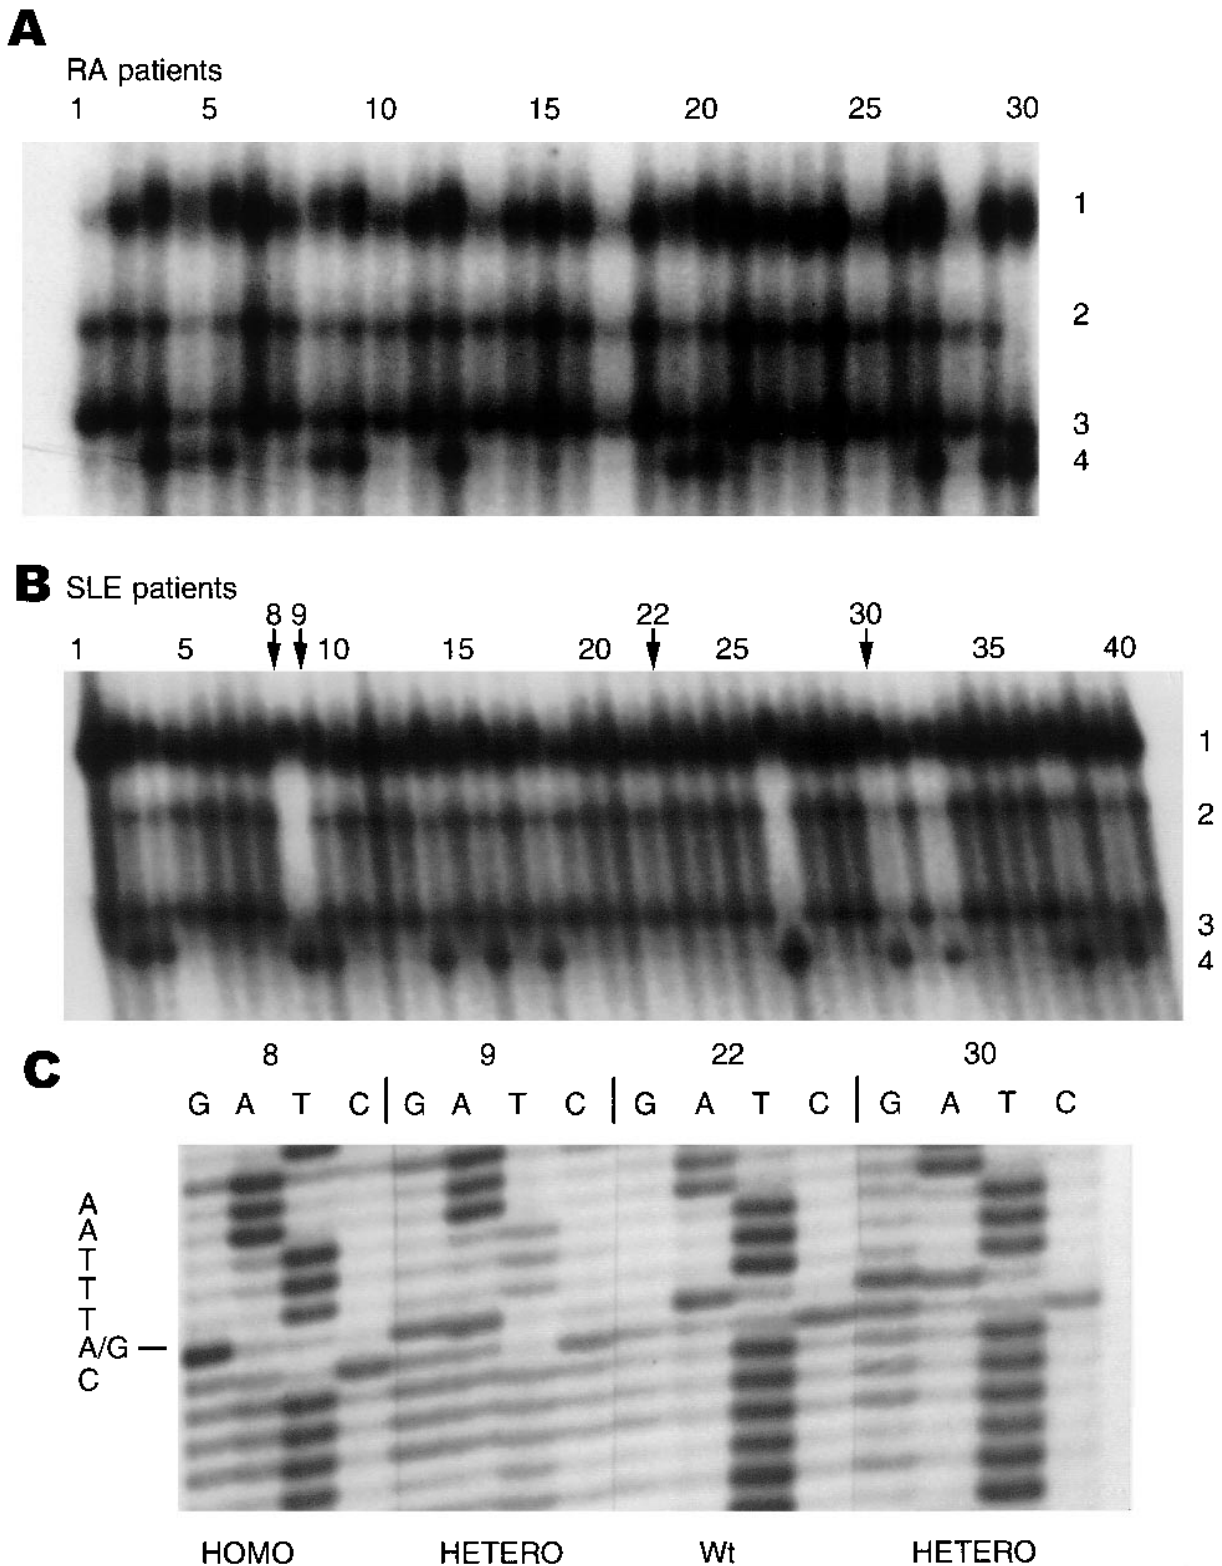 A
RA patients
1 5 10 15 20 25 30
1
2
3
4
B SLE patients
8 9 22 30
1 5 10 15 20 25 35 40
1
2
3
4
C
8 9 22 30
G A T C | G A T C | G A T C | G A T C
A
A
T
T
T
A/G —
C
HOMO HETERO Wt HETERO